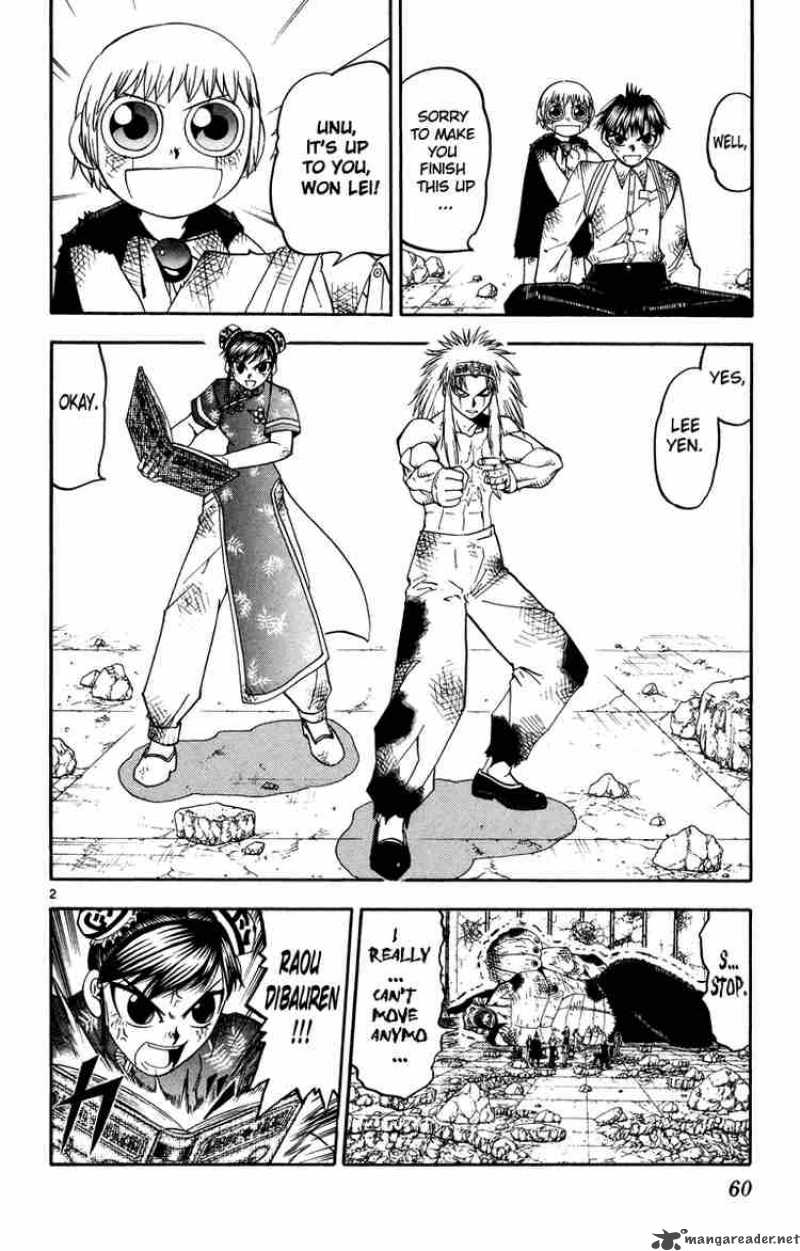 WELL,
SORRY
TO MAKE
YOU
FINISH
THIS UP
...
UNU,
IT'S UP
TO YOU,
WON LEI!
YES,
LEE
YEN.
OKAY.
2
S...
STOP.
I
REALLY
...
CAN'T
MOVE
ANYMO
...
RAOU
DIBAUREN
!!!
60
mangareader.net